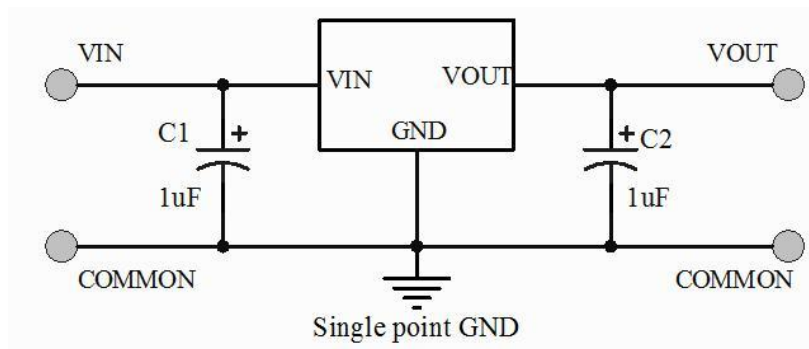 VIN
VOUT
VIN
VOUT
C1
+
GND
+
C2
1uF
1uF
COMMON
COMMON
Single point GND